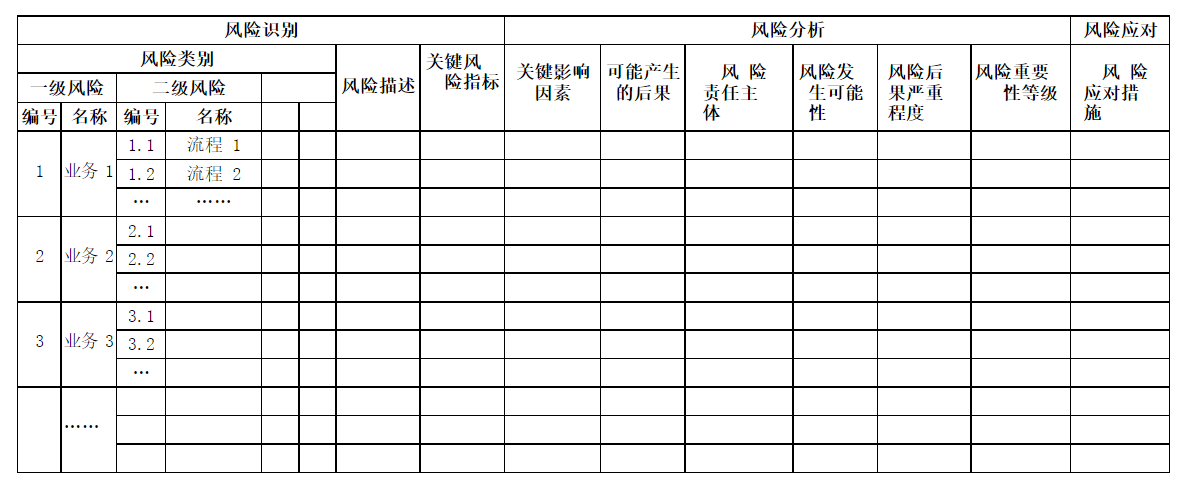 风险识别 风险分析 风险应对
风险类别 风险描述 关键风险指标 关键影响因素 可能产生的后果 风 险责任主体 风险发生可能性 风险后果严重程度 风险重要性等级 风 险应对措施
一级风险 二级风险
编号 名称 编号 名称
1 业务 1 1.1 流程 1
1.2 流程 2
… ……
2 业务 2 2.1
2.2
…
3 业务 3 3.1
3.2
…
……